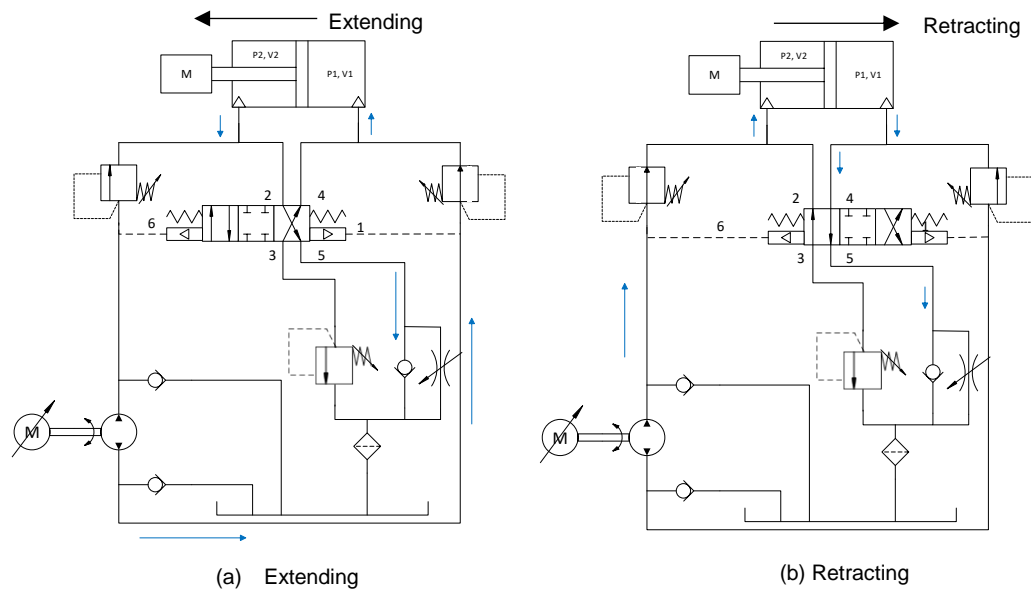 Extending
P2, V2
P1, V1
M
2
4
6
1
3
5
M
(a) Extending
Retracting
P2, V2
P1, V1
M
2
4
6
1
3
5
M
(b) Retracting